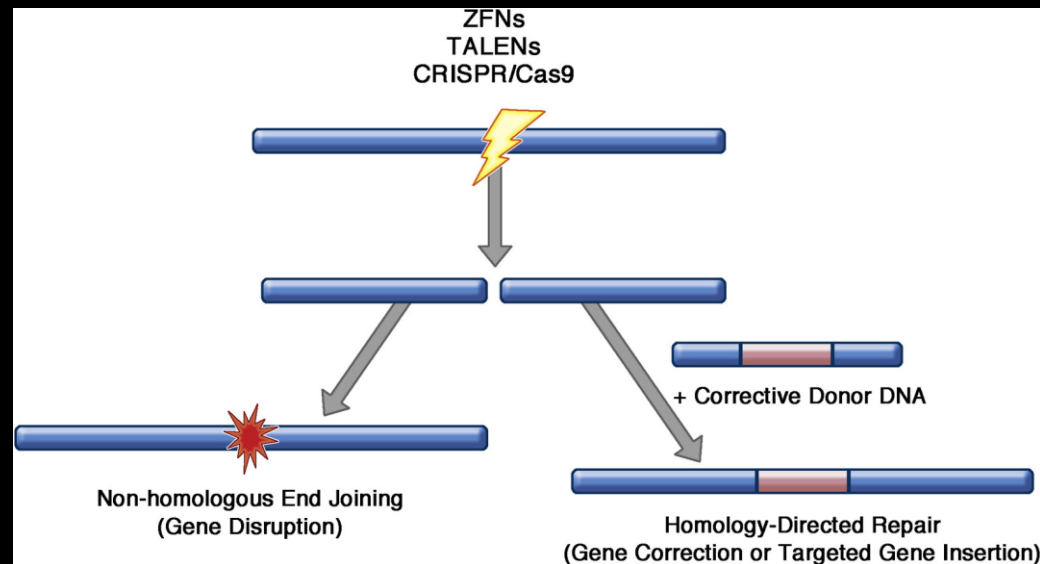 ZFNs
TALENs
CRISPR/Cas9
+ Corrective Donor DNA
Non-homologous End Joining
(Gene Disruption)
Homology-Directed Repair
(Gene Correction or Targeted Gene Insertion)